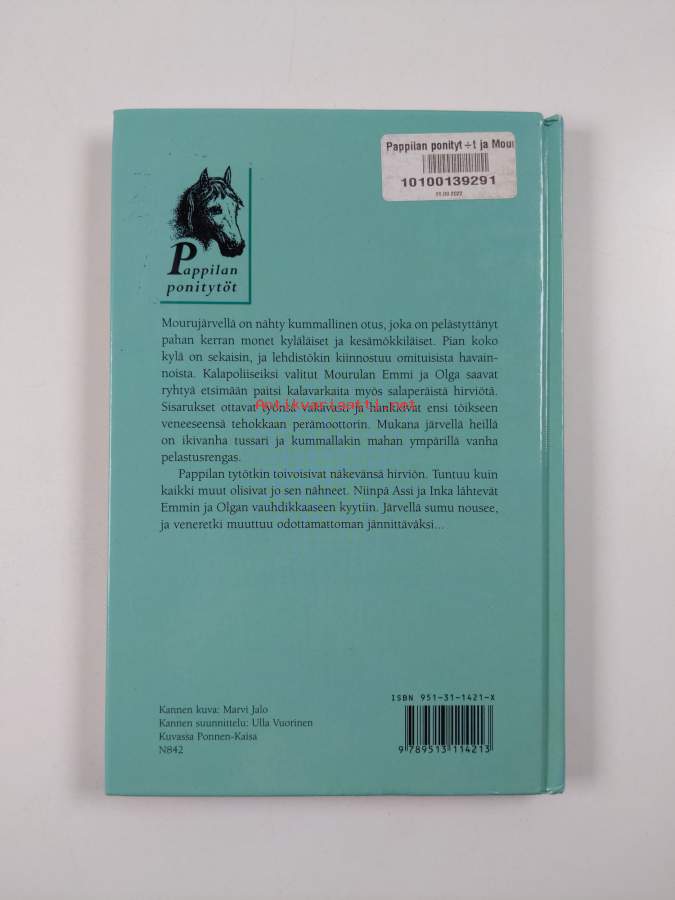 Pappilan ponityt÷t ja Mour
10100139291
Pappilan
ponitytöt
Mourujärvellä on nähty kummallinen otus, joka on pelästyttänyt
pahan kerran monet kyläläiset ja kesämökkiläiset. Pian koko
kylä on sekaisin, ja lehdistökin kiinnostuu omituisista havain-
noista. Kalapoliiseiksi valitut Mourulan Emmi ja Olga saavat
ryhtyä etsimään paitsi kalavarkaita myös salaperäistä hirviötä.
Sisarukset ottavat työnsä vakavasti ja hankkivat ensi töikseen
Antikvariaatti.net
veneeseensä tehokkaan perämoottorin. Mukana järvellä heillä
on ikivanha tussari ja kummallakin mahan ympärillä vanha
pelastusrengas.
Pappilan tytötkin toivoisivat näkevänsä hirviön. Tuntuu kuin
kaikki muut olisivat jo sen nähneet. Niinpä Assi ja Inka lähtevät
Emmin ja Olgan vauhdikkaaseen kyytiin. Järvellä sumu nousee,
ja veneretki muuttuu odottamattoman jännittäväksi...
ISBN 951-31-1421-X
Kannen kuva: Marvi Jalo
Kannen suunnittelu: Ulla Vuorinen
Kuvassa Ponnen-Kaisa
N842
9 789513 114213